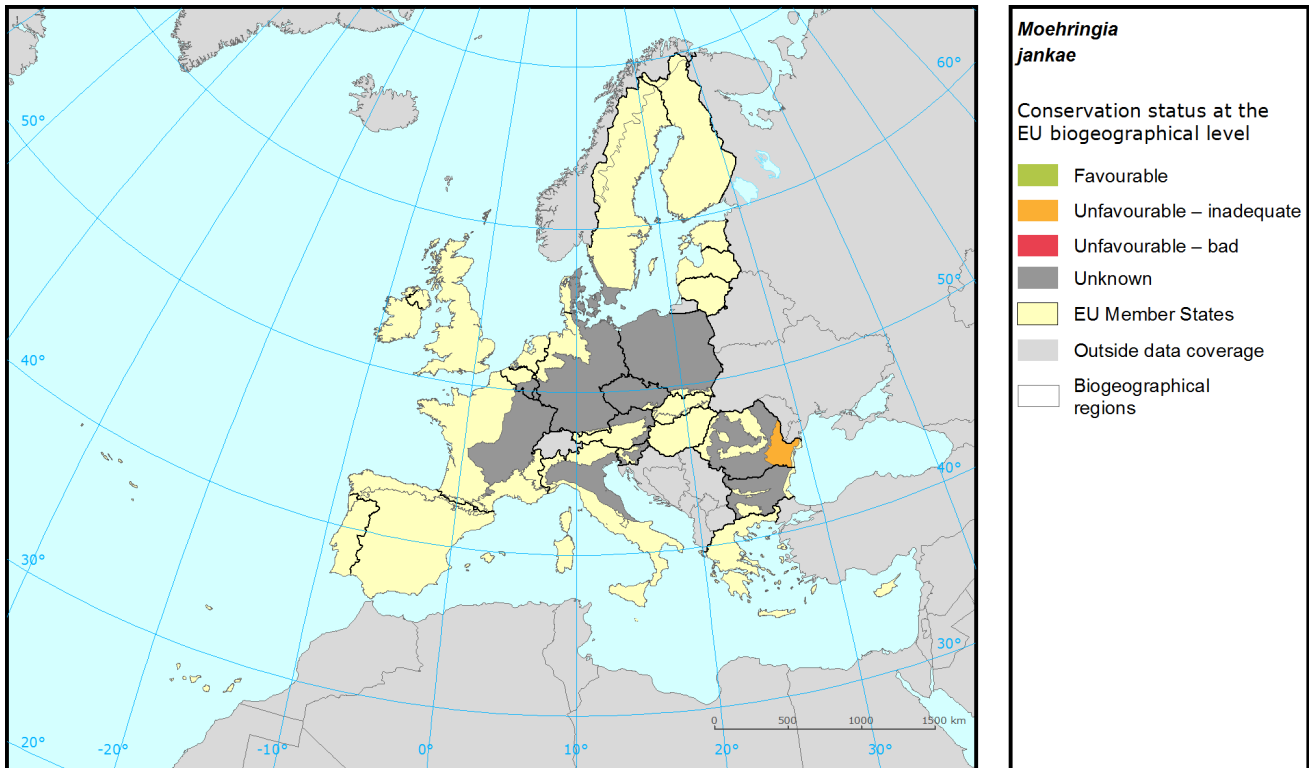 Moehringia
jankae
Conservation status at the
EU biogeographical level
Favourable
Unfavourable – inadequate
Unfavourable – bad
Unknown
EU Member States
Outside data coverage
Biogeographical
regions
60°
50°
50°
40°
40°
30°
30°
20°
-20°
-10°
0°
10°
20°
30°
0
500
1000
1500 km